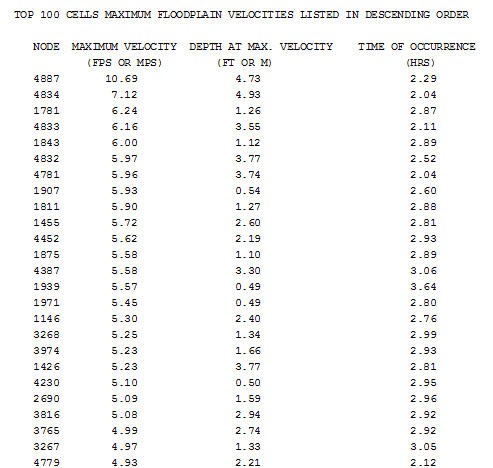 TOP 100 CELLS MAXIMUM FLOODPLAIN VELOCITIES LISTED IN DESCENDING ORDER
NODE MAXIMUM VELOCITY DEPTH AT MAX. VELOCITY TIME OF OCCURRENCE
(FPS OR MPS) (FT OR M) (HRS)
4887 10.69 4.73 2.29
4834 7.12 4.93 2.04
1781 6.24 1.26 2.87
4833 6.16 3.55 2.11
1843 6.00 1.12 2.89
4832 5.97 3.77 2.52
4781 5.96 3.74 2.04
1907 5.93 0.54 2.60
1811 5.90 1.27 2.88
1455 5.72 2.60 2.81
4452 5.62 2.19 2.93
1875 5.58 1.10 2.89
4387 5.58 3.30 3.06
1939 5.57 0.49 3.64
1971 5.45 0.49 2.80
1146 5.30 2.40 2.76
3268 5.25 1.34 2.99
3974 5.23 1.66 2.93
1426 5.23 3.77 2.81
4230 5.10 0.50 2.95
2690 5.09 1.59 2.96
3816 5.08 2.94 2.92
3765 4.99 2.74 2.92
3267 4.97 1.33 3.05
4779 4.93 2.21 2.12